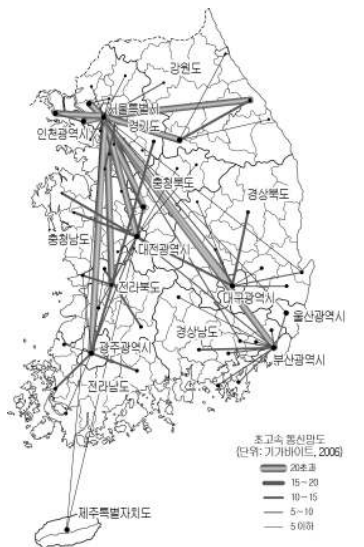 강원도
서울특별시
경기도
인천광역시
충청북도
경상북도
충청남도
대전광역시
전라북도
대구광역시
울산광역시
경상남도
광주광역시
부산광역시
전라남도
초고속 통신망도
(단위: 기가바이트, 2006)
20초과
15~20
10~15
5~10
5이하
제주특별자치도